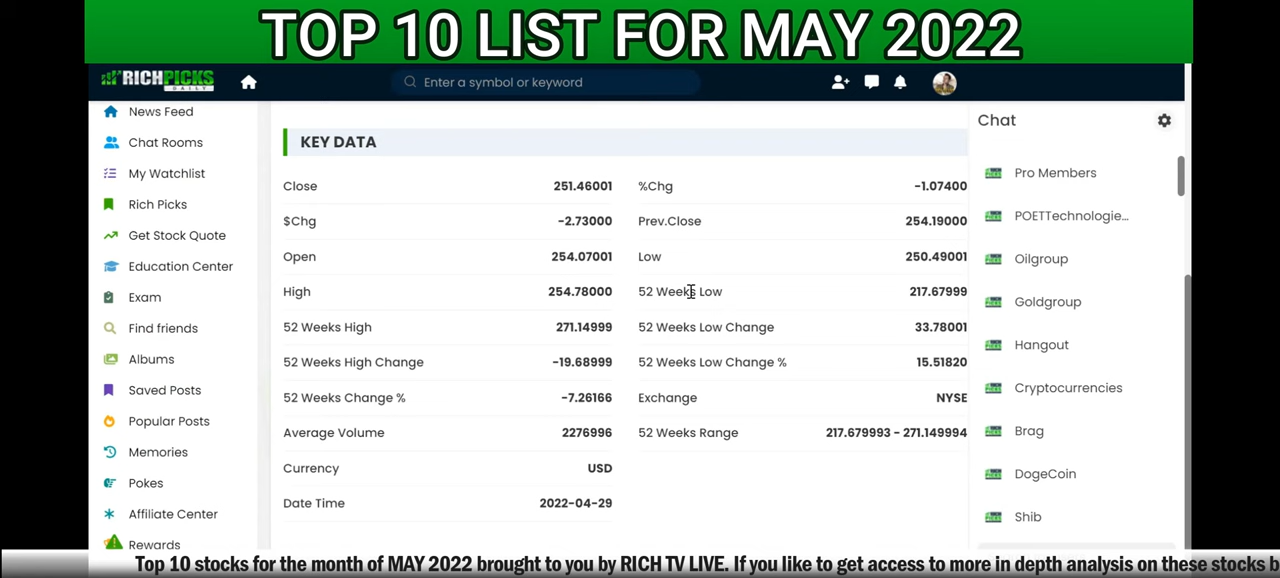 TOP 10 LIST FOR MAY 2022
RICHPICKS
DAILY
Enter a symbol or keyword
News Feed
Chat Rooms
My Watchlist
Rich Picks
Get Stock Quote
Education Center
Exam
Find friends
Albums
Saved Posts
Popular Posts
Memories
Pokes
Affiliate Center
Rewards
KEY DATA
Close 251.46001 %Chg -1.07400
$Chg -2.73000 Prev.Close 254.19000
Open 254.07001 Low 250.49001
High 254.78000 52 Weeks Low 217.67999
52 Weeks High 271.14999 52 Weeks Low Change 33.78001
52 Weeks High Change -19.68999 52 Weeks Low Change % 15.51820
52 Weeks Change % -7.26166 Exchange NYSE
Average Volume 2276996 52 Weeks Range 217.679993 - 271.149994
Currency USD
Date Time 2022-04-29
Chat
Pro Members
POETTechnologie...
Oilgroup
Goldgroup
Hangout
Cryptocurrencies
Brag
DogeCoin
Shib
Top 10 stocks for the month of MAY 2022 brought to you by RICH TV LIVE. If you like to get access to more in depth analysis on these stocks b